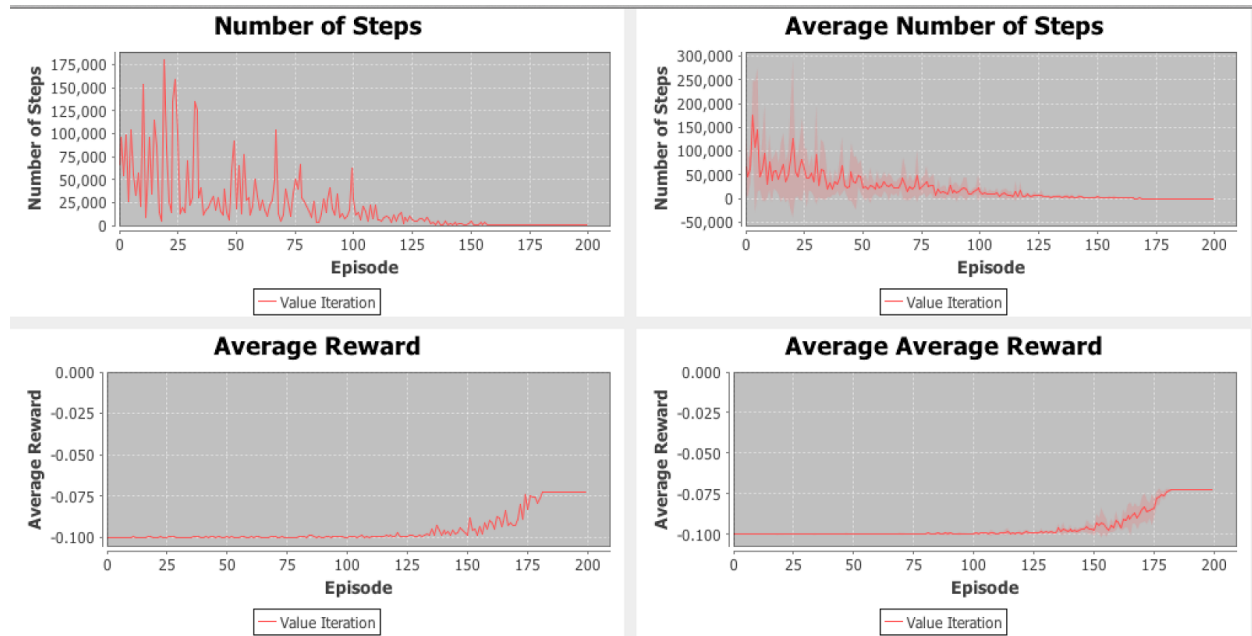 Number of Steps
Number of Steps
175,000
150,000
125,000
100,000
75,000
50,000
25,000
0
0 25 50 75 100 125 150 175 200
Episode
Value Iteration
Average Number of Steps
Number of Steps
300,000
250,000
200,000
150,000
100,000
50,000
0
-50,000
0 25 50 75 100 125 150 175 200
Episode
Value Iteration
Average Reward
Average Reward
0.000
-0.025
-0.050
-0.075
-0.100
0 25 50 75 100 125 150 175 200
Episode
Value Iteration
Average Average Reward
Average Reward
0.000
-0.025
-0.050
-0.075
-0.100
0 25 50 75 100 125 150 175 200
Episode
Value Iteration